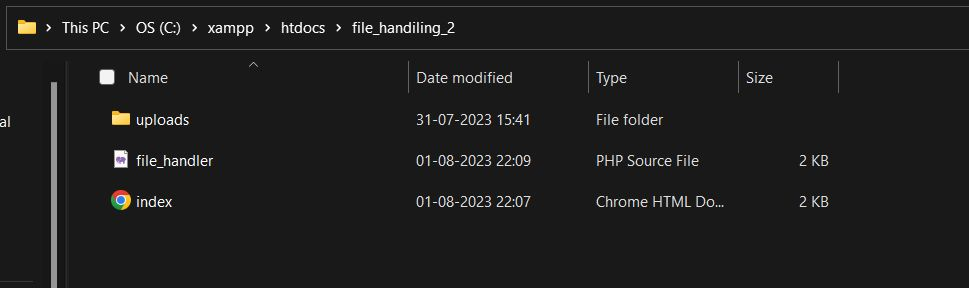 This PC > OS (C:) > xampp > htdocs > file_handiling_2
Name Date modified Type Size
al
uploads 31-07-2023 15:41 File folder
file_handler 01-08-2023 22:09 PHP Source File 2 KB
index 01-08-2023 22:07 Chrome HTML Do... 2 KB